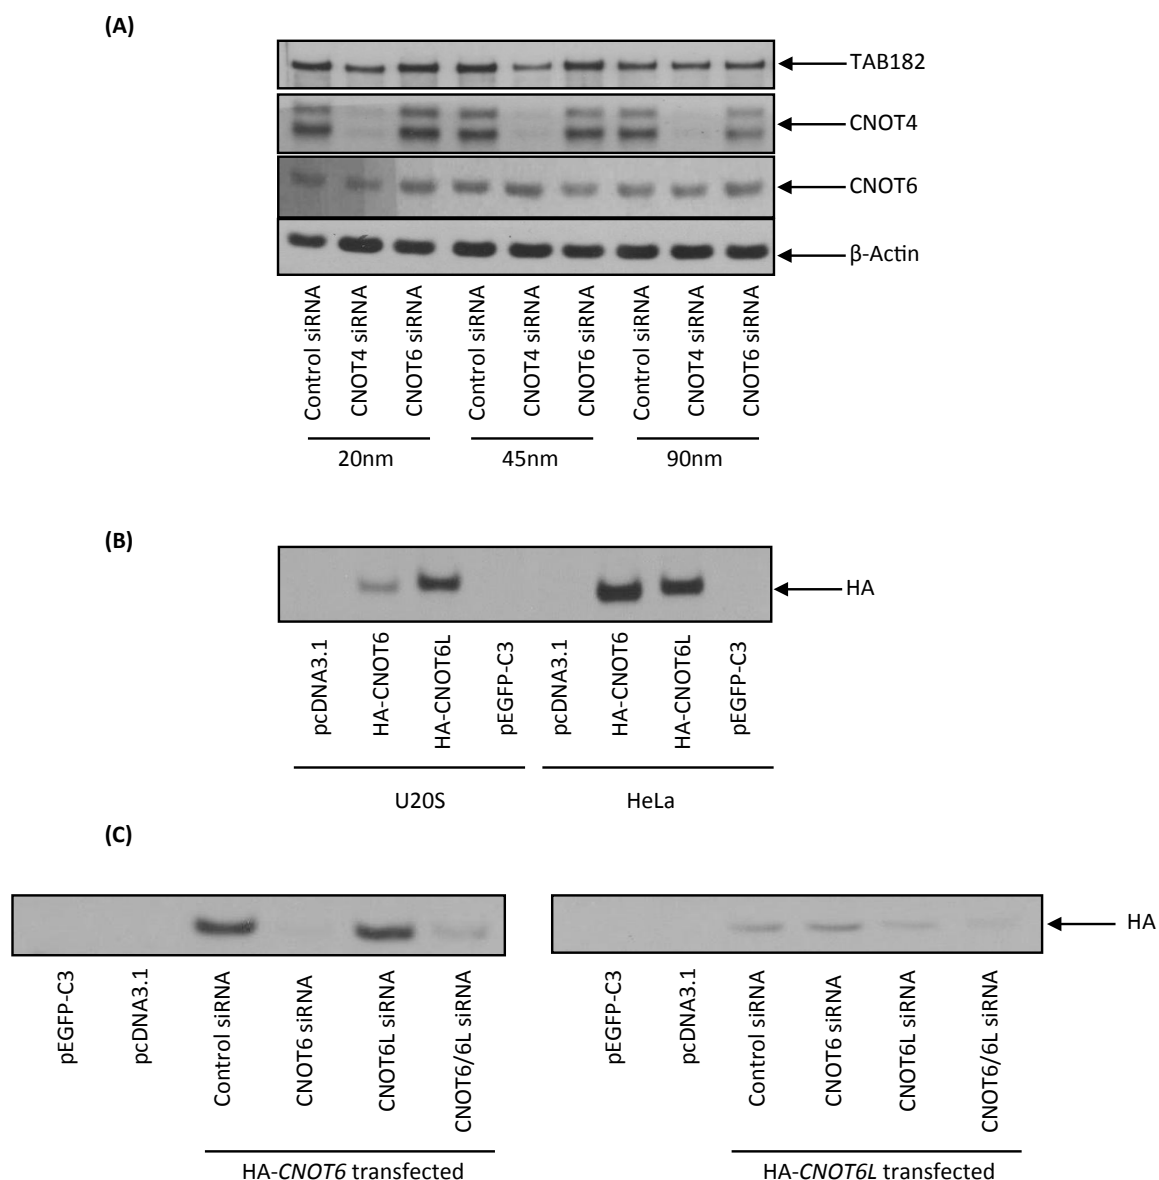 (A)
TAB182
CNOT4
CNOT6
β-Actin
Control siRNA
CNOT4 siRNA
CNOT6 siRNA
Control siRNA
CNOT4 siRNA
CNOT6 siRNA
Control siRNA
CNOT4 siRNA
CNOT6 siRNA
20nm
45nm
90nm
(B)
HA
pcDNA3.1
HA-CNOT6
HA-CNOT6L
pEGFP-C3
pcDNA3.1
HA-CNOT6
HA-CNOT6L
pEGFP-C3
U20S
HeLa
(C)
HA
pEGFP-C3
pcDNA3.1
Control siRNA
CNOT6 siRNA
CNOT6L siRNA
CNOT6/6L siRNA
pEGFP-C3
pcDNA3.1
Control siRNA
CNOT6 siRNA
CNOT6L siRNA
CNOT6/6L siRNA
HA-CNOT6 transfected
HA-CNOT6L transfected